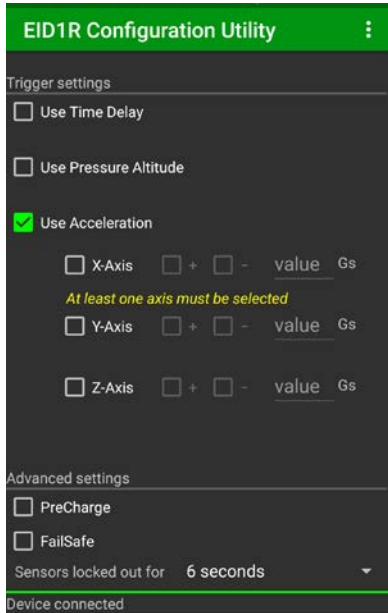 EID1R Configuration Utility
Trigger settings
Use Time Delay
Use Pressure Altitude
Use Acceleration
X-Axis + - value Gs
At least one axis must be selected
Y-Axis + - value Gs
Z-Axis + - value Gs
Advanced settings
PreCharge
FailSafe
Sensors locked out for 6 seconds
Device connected